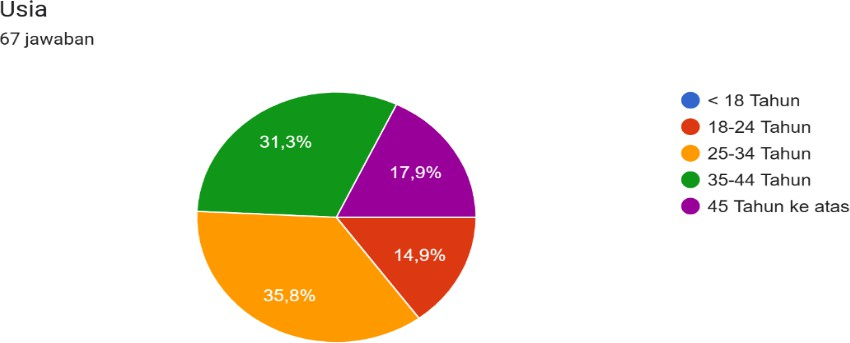 Usia
67 jawaban
31,3%
17,9%
14,9%
35,8%
< 18 Tahun
18-24 Tahun
25-34 Tahun
35-44 Tahun
45 Tahun ke atas